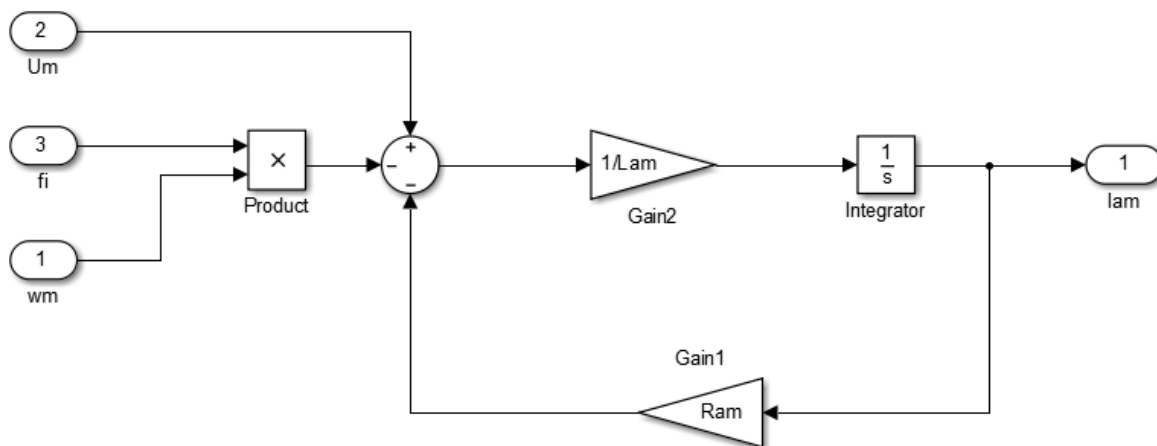 2
Um
3
fi
1
wm
×
Product
+
−
−
1/Lam
Gain2
1
s
Integrator
1
Iam
Gain1
Ram